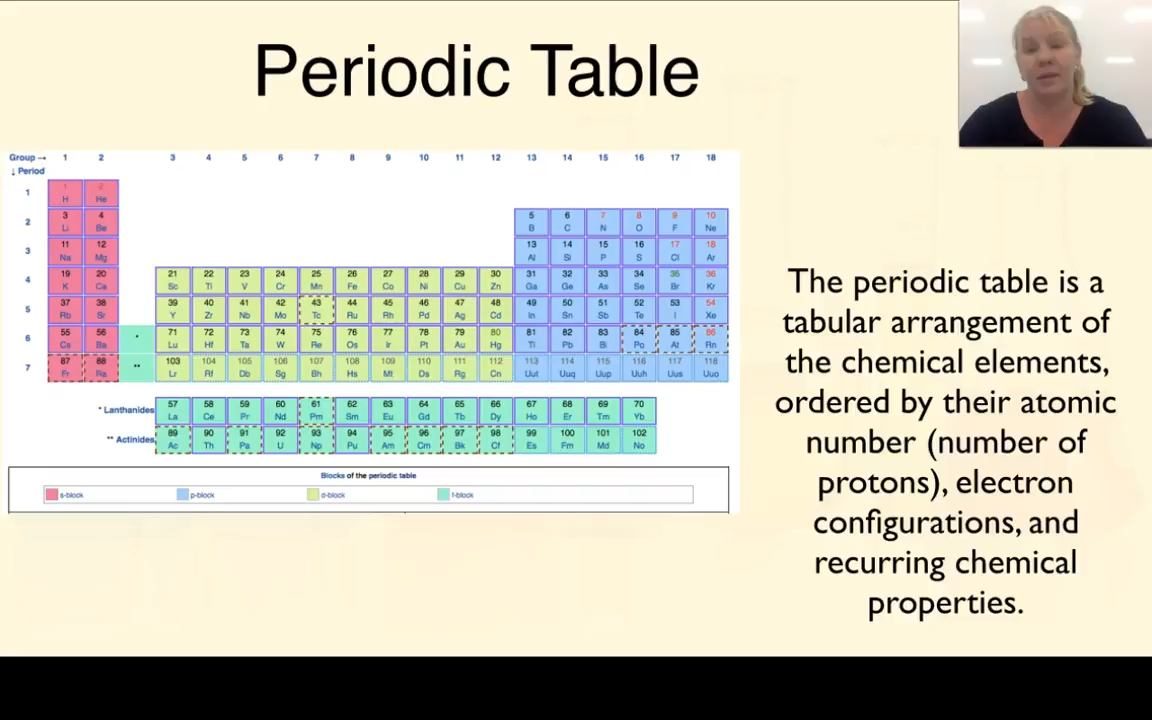 Periodic Table
Group → 1 2 3 4 5 6 7 8 9 10 11 12 13 14 15 16 17 18
↓ Period
1 1 2
H He
2 3 4 5 6 7 8 9 10
Li Be B C N O F Ne
3 11 12 13 14 15 16 17 18
Na Mg Al Si P S Cl Ar
4 19 20 21 22 23 24 25 26 27 28 29 30 31 32 33 34 35 36
K Ca Sc Ti V Cr Mn Fe Co Ni Cu Zn Ga Ge As Se Br Kr
5 37 38 39 40 41 42 43 44 45 46 47 48 49 50 51 52 53 54
Rb Sr Y Zr Nb Mo Tc Ru Rh Pd Ag Cd In Sn Sb Te I Xe
6 55 56 * 71 72 73 74 75 76 77 78 79 80 81 82 83 84 85 86
Cs Ba Lu Hf Ta W Re Os Ir Pt Au Hg Tl Pb Bi Po At Rn
7 87 88 ** 103 104 105 106 107 108 109 110 111 112 113 114 115 116 117 118
Fr Ra Lr Rf Db Sg Bh Hs Mt Ds Rg Cn Uut Uuq Uup Uuh Uus Uuo
* Lanthanides 57 58 59 60 61 62 63 64 65 66 67 68 69 70
La Ce Pr Nd Pm Sm Eu Gd Tb Dy Ho Er Tm Yb
** Actinides 89 90 91 92 93 94 95 96 97 98 99 100 101 102
Ac Th Pa U Np Pu Am Cm Bk Cf Es Fm Md No
Blocks of the periodic table
s-block p-block d-block f-block
The periodic table is a
tabular arrangement of
the chemical elements,
ordered by their atomic
number (number of
protons), electron
configurations, and
recurring chemical
properties.